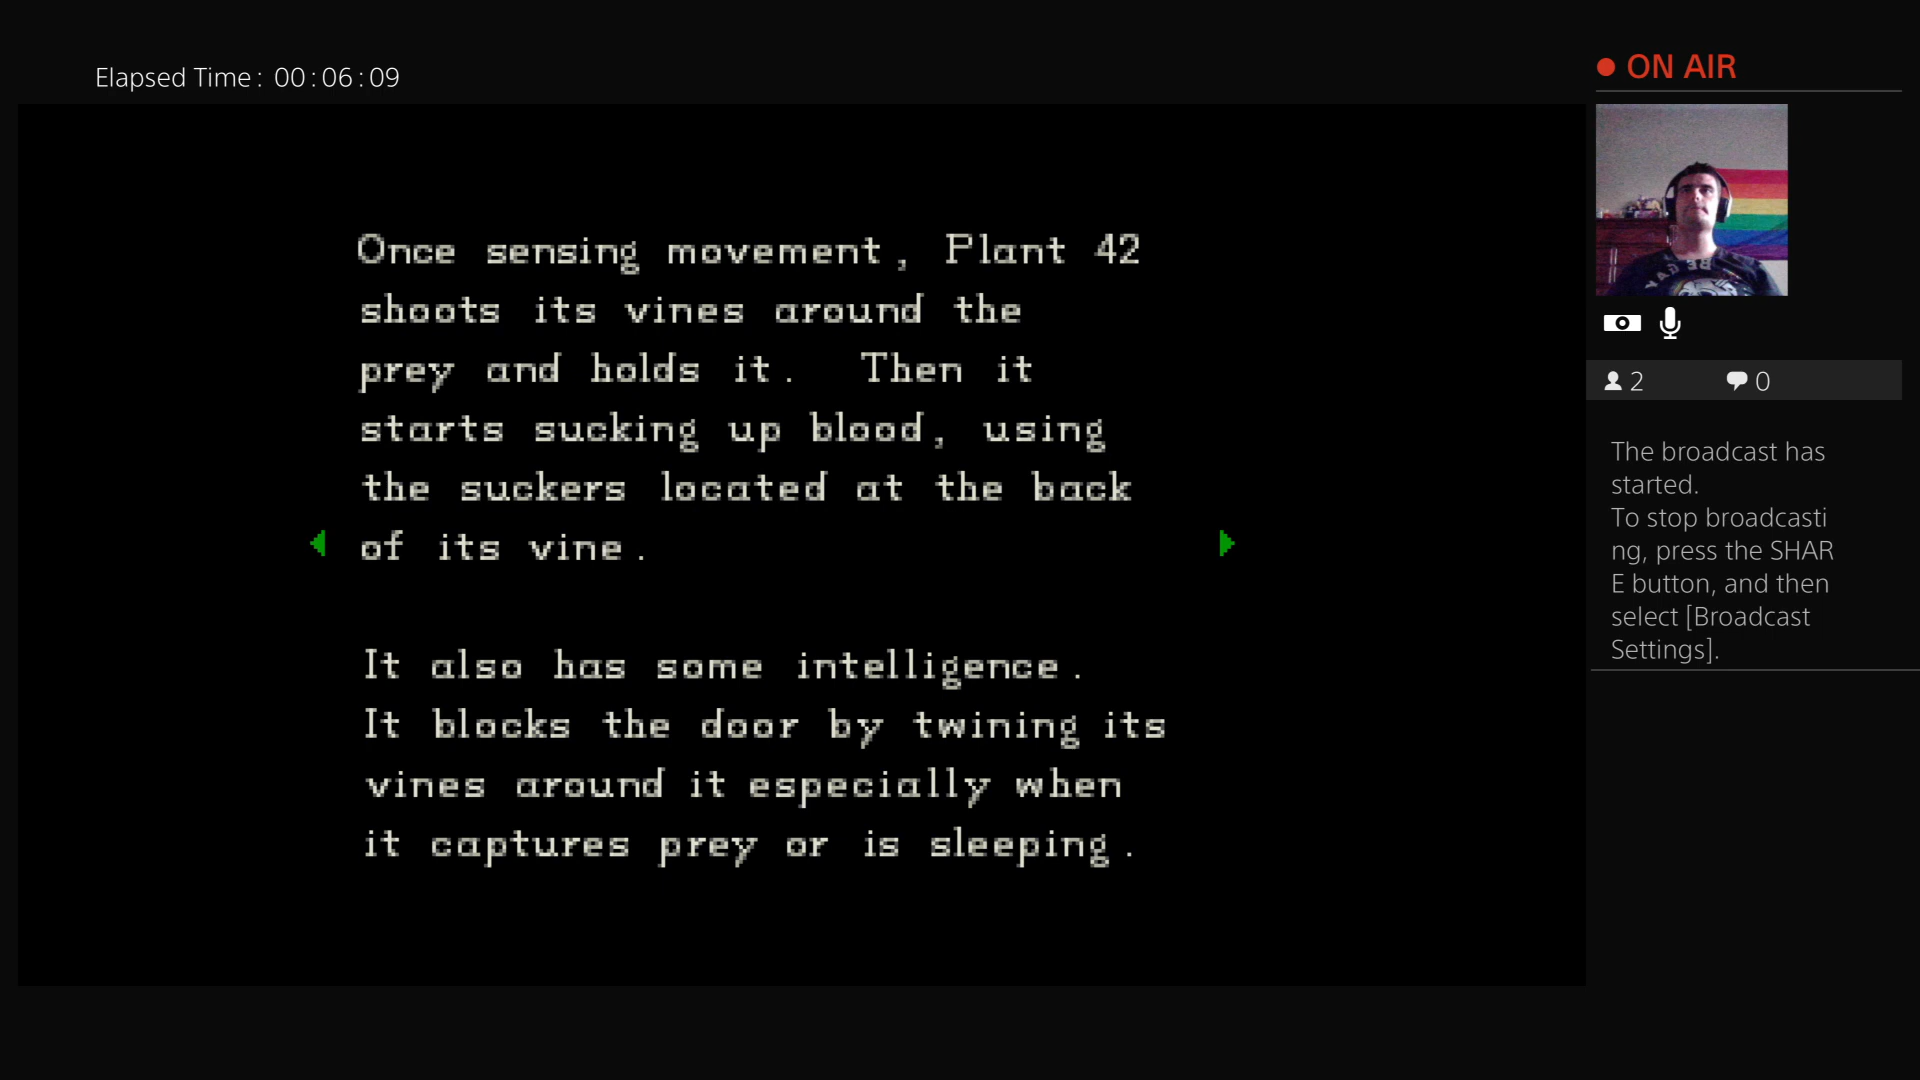 Elapsed Time: 00:06:09
ON AIR
Once sensing movement, Plant 42
shoots its vines around the
prey and holds it. Then it
starts sucking up blood, using
the suckers located at the back
of its vine.
It also has some intelligence.
It blocks the door by twining its
vines around it especially when
it captures prey or is sleeping.
2
0
The broadcast has
started.
To stop broadcasti
ng, press the SHAR
E button, and then
select [Broadcast
Settings].